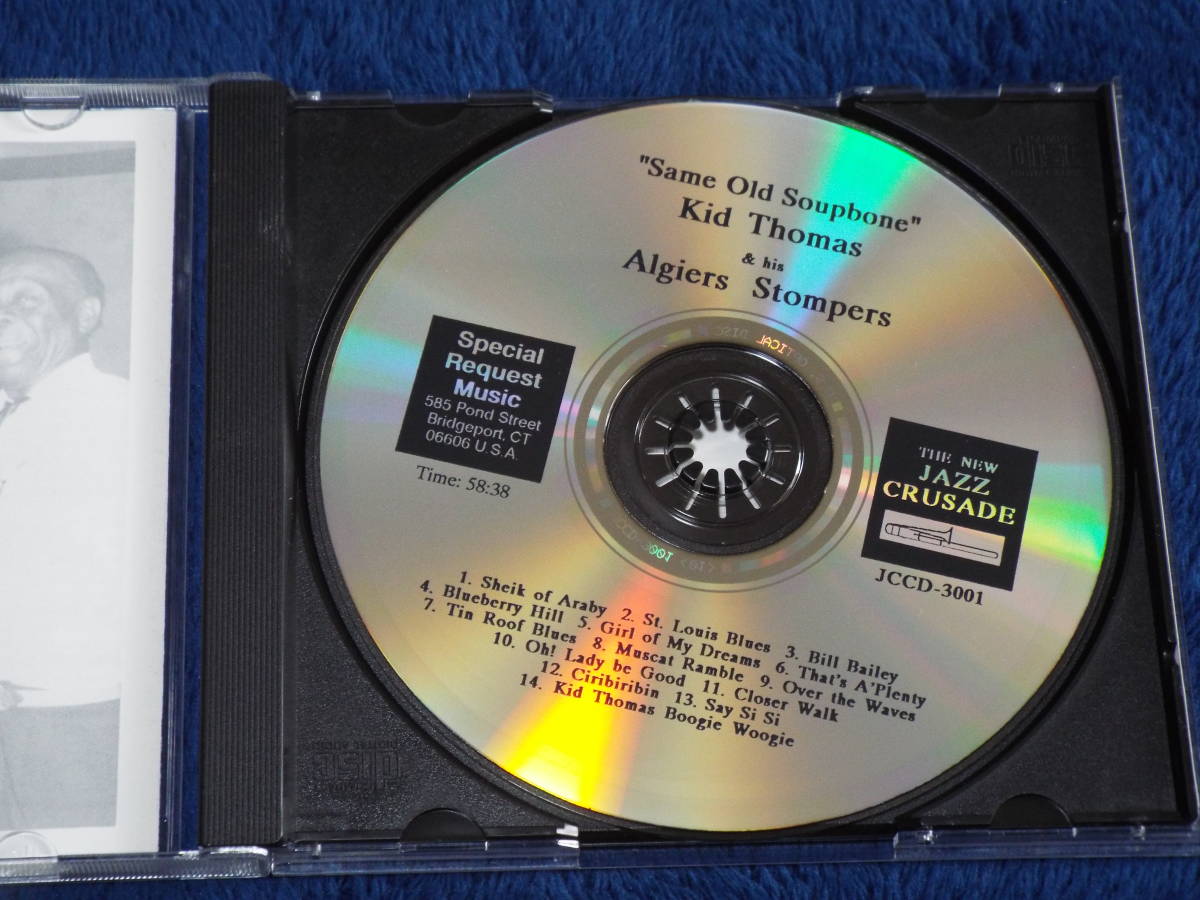 "Same Old Soupbone"
Kid Thomas
& his
Algiers Stompers
Special
Request
Music
585 Pond Street
Bridgeport, CT
06606 U.S.A.
Time: 58:38
THE NEW
JAZZ
CRUSADE
JCCD-3001
1. Sheik of Araby 2. St. Louis Blues 3. Bill Bailey
4. Blueberry Hill 5. Girl of My Dreams 6. That's A'Plenty
7. Tin Roof Blues 8. Muscat Ramble 9. Over the Waves
10. Oh! Lady be Good 11. Closer Walk
12. Ciribiribin 13. Say Si Si
14. Kid Thomas Boogie Woogie